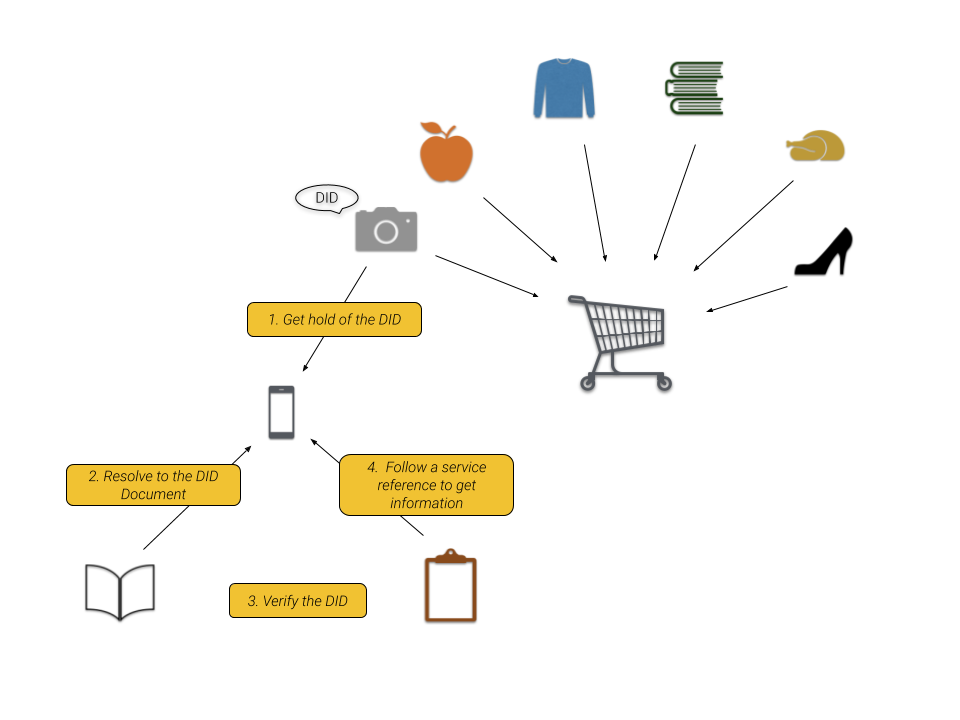 DID
1. Get hold of the DID
2. Resolve to the DID
Document
4. Follow a service
reference to get
information
3. Verify the DID